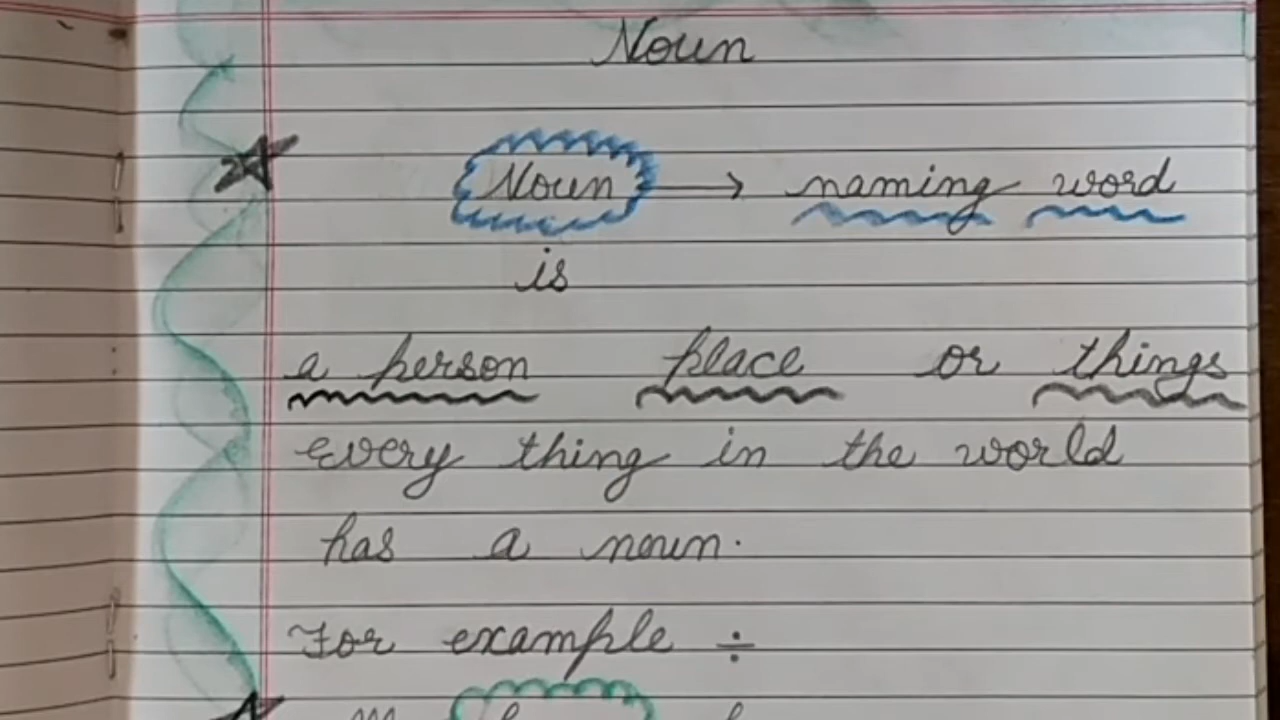 Noun
Noun → naming word
is
a person place or things
every thing in the world
has a noun.
For example ÷